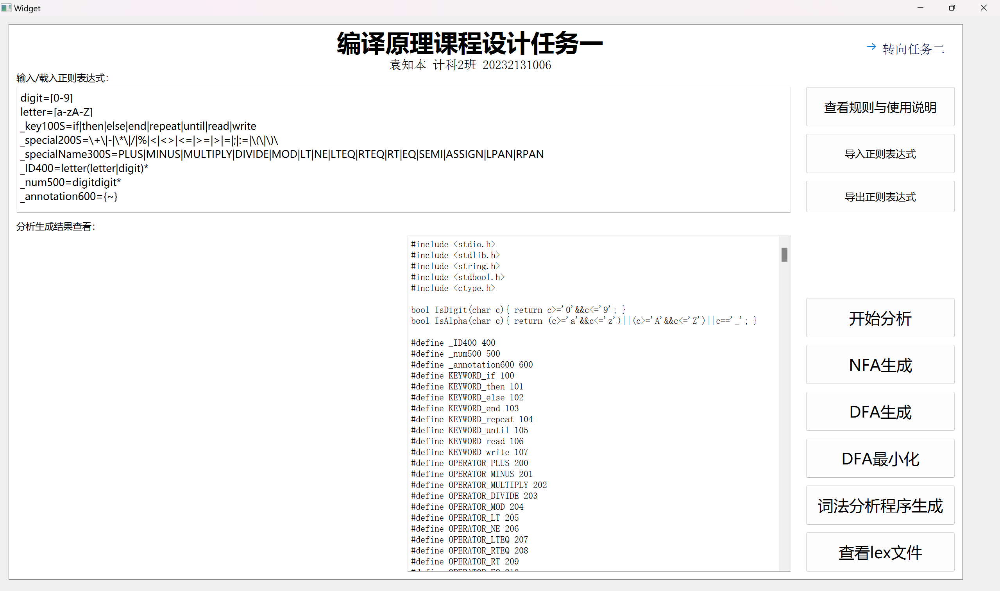 Widget
编译原理课程设计任务一
转向任务二
袁知本 计科2班 20232131006
输入/载入正则表达式：
digit=[0-9]
letter=[a-zA-Z]
_key100S=if|then|else|end|repeat|until|read|write
_special200S=\+\|-|\*\|/|%|<|<>|<=|>=|>|=|;|:=|\(\|\)\
_specialName300S=PLUS|MINUS|MULTIPLY|DIVIDE|MOD|LT|NE|LTEQ|RTEQ|RT|EQ|SEMI|ASSIGN|LPAN|RPAN
_ID400=letter(letter|digit)*
_num500=digitdigit*
_annotation600={~}
查看规则与使用说明
导入正则表达式
导出正则表达式
分析生成结果查看：
#include <stdio.h>
#include <stdlib.h>
#include <string.h>
#include <stdbool.h>
#include <ctype.h>
bool IsDigit(char c){ return c>='0'&&c<='9'; }
bool IsAlpha(char c){ return (c>='a'&&c<='z')||(c>='A'&&c<='Z')||c=='_'; }
#define _ID400 400
#define _num500 500
#define _annotation600 600
#define KEYWORD_if 100
#define KEYWORD_then 101
#define KEYWORD_else 102
#define KEYWORD_end 103
#define KEYWORD_repeat 104
#define KEYWORD_until 105
#define KEYWORD_read 106
#define KEYWORD_write 107
#define OPERATOR_PLUS 200
#define OPERATOR_MINUS 201
#define OPERATOR_MULTIPLY 202
#define OPERATOR_DIVIDE 203
#define OPERATOR_MOD 204
#define OPERATOR_LT 205
#define OPERATOR_NE 206
#define OPERATOR_LTEQ 207
#define OPERATOR_RTEQ 208
#define OPERATOR_RT 209
开始分析
NFA生成
DFA生成
DFA最小化
词法分析程序生成
查看lex文件